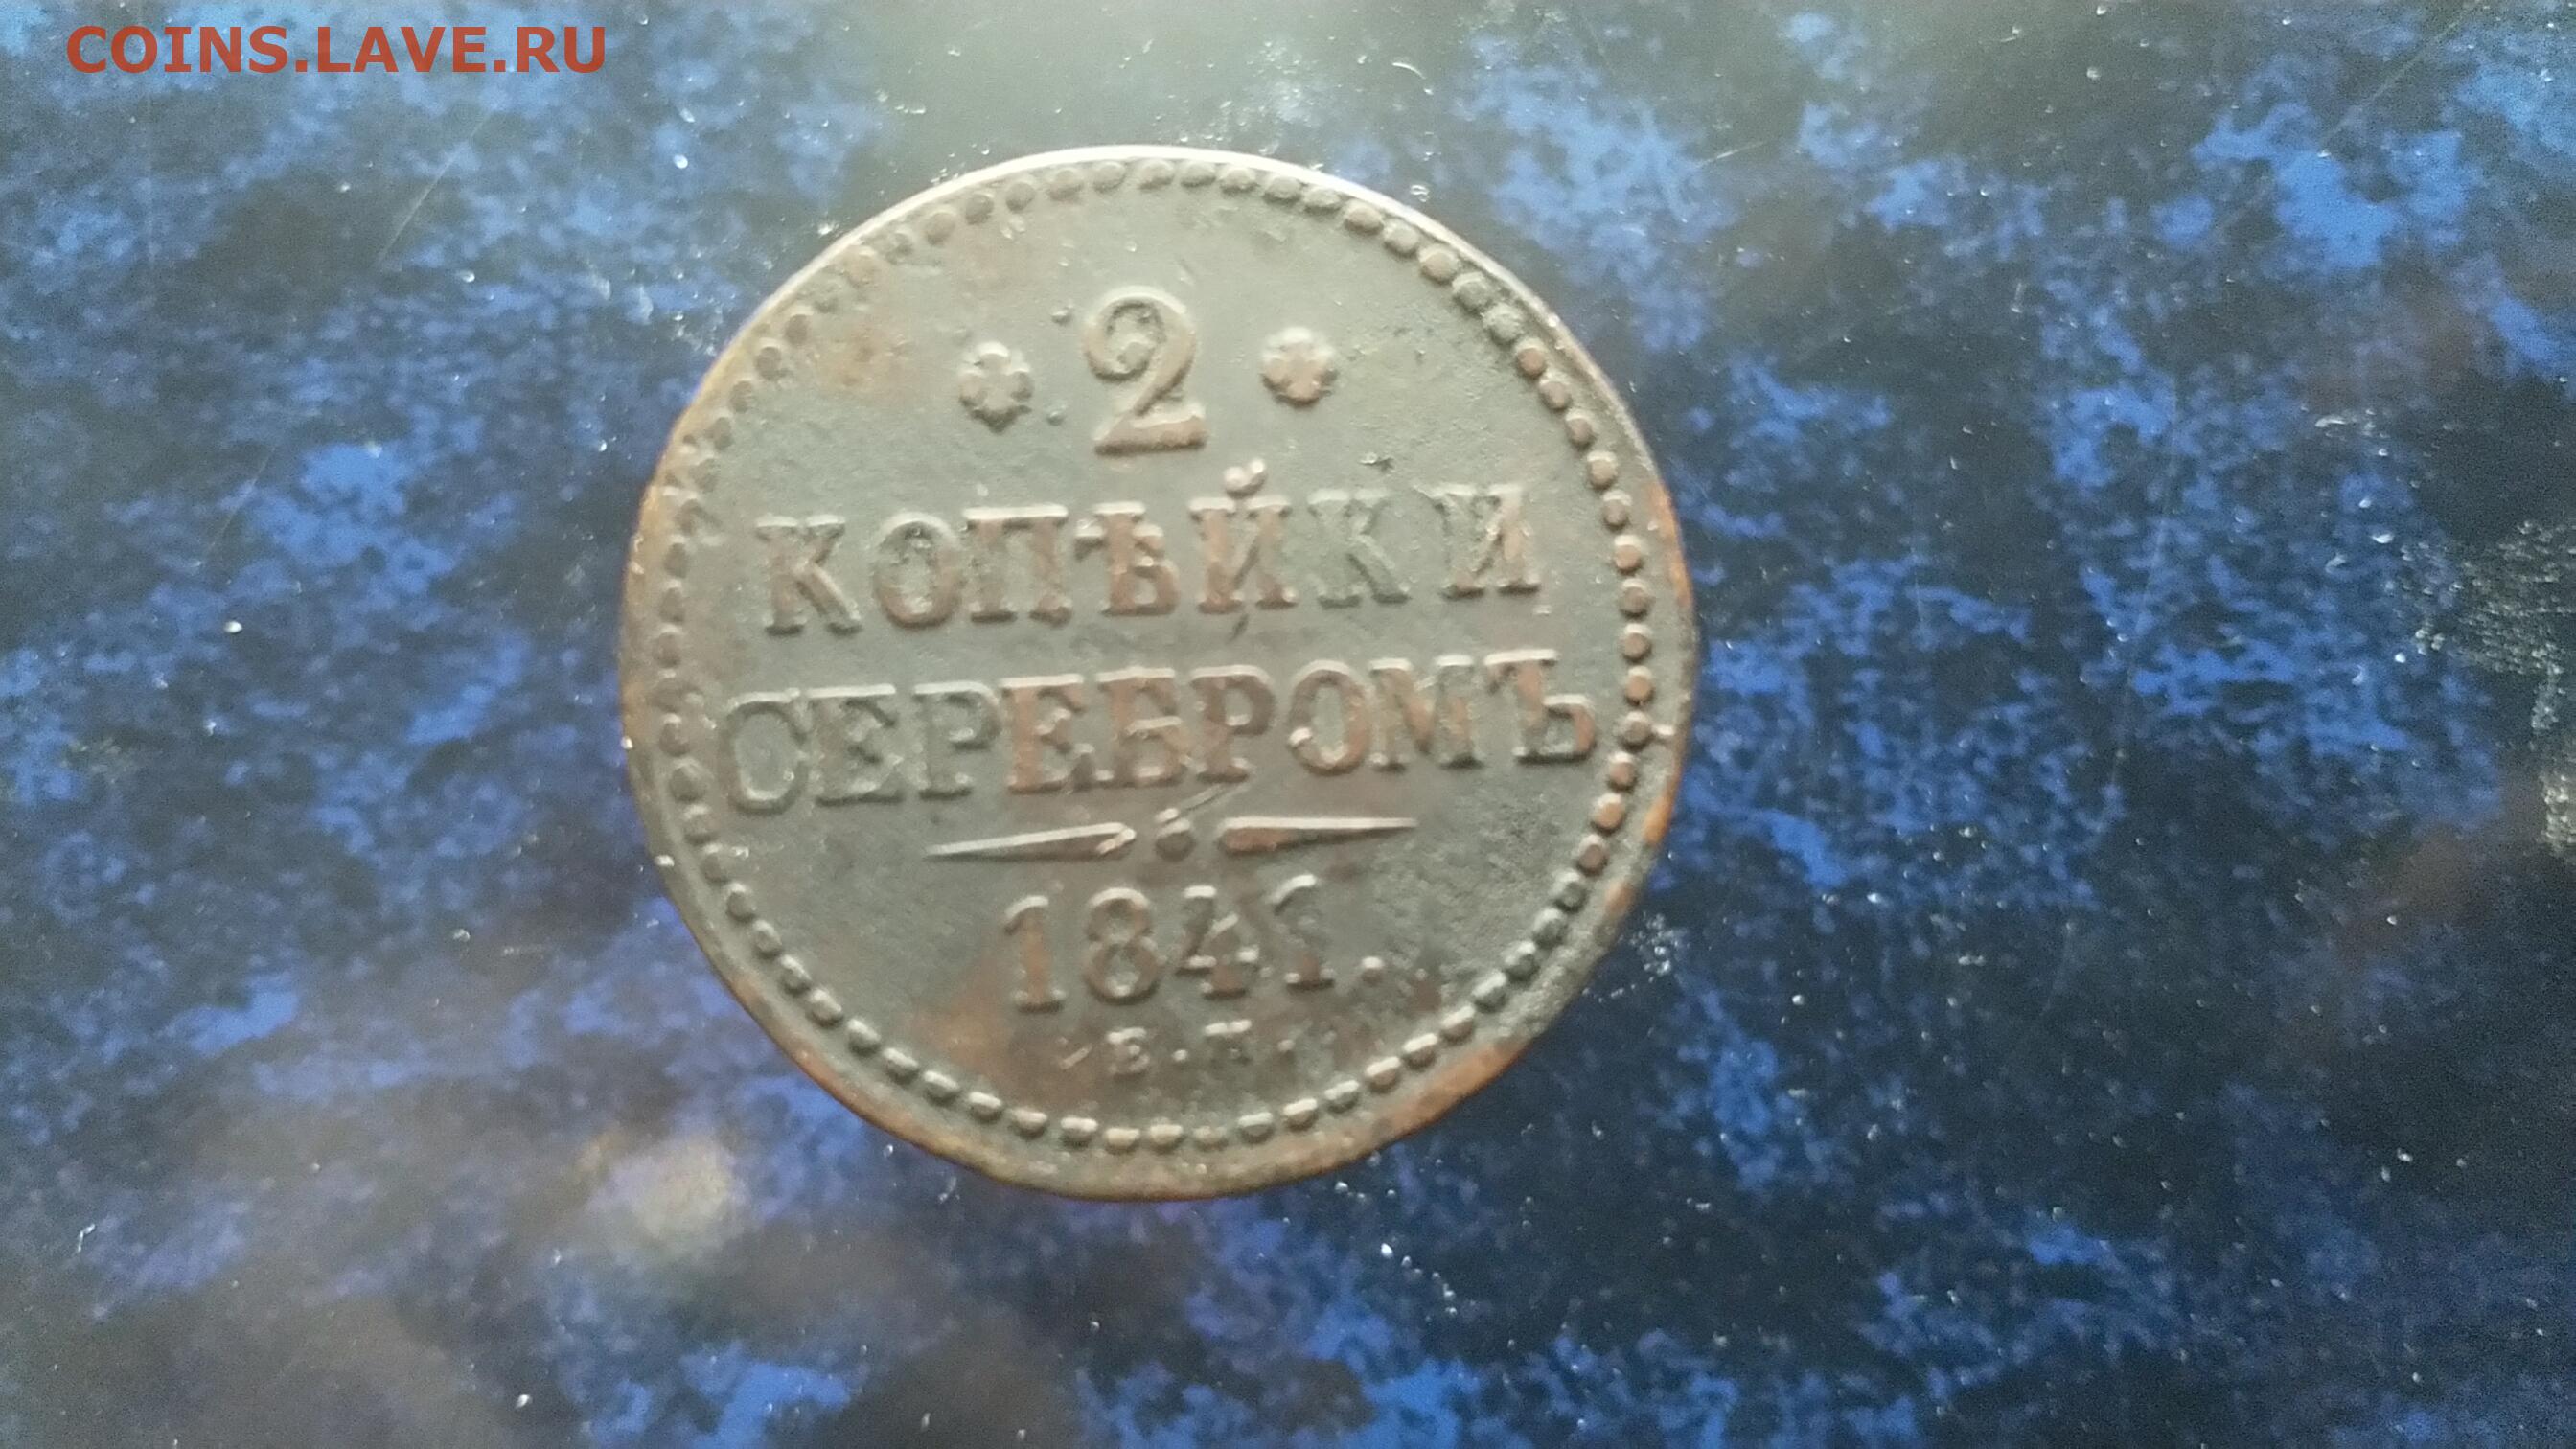 COINS.LAVE.RU
2
КОПѢЙКИ
СЕРЕБРОМЪ
1841.